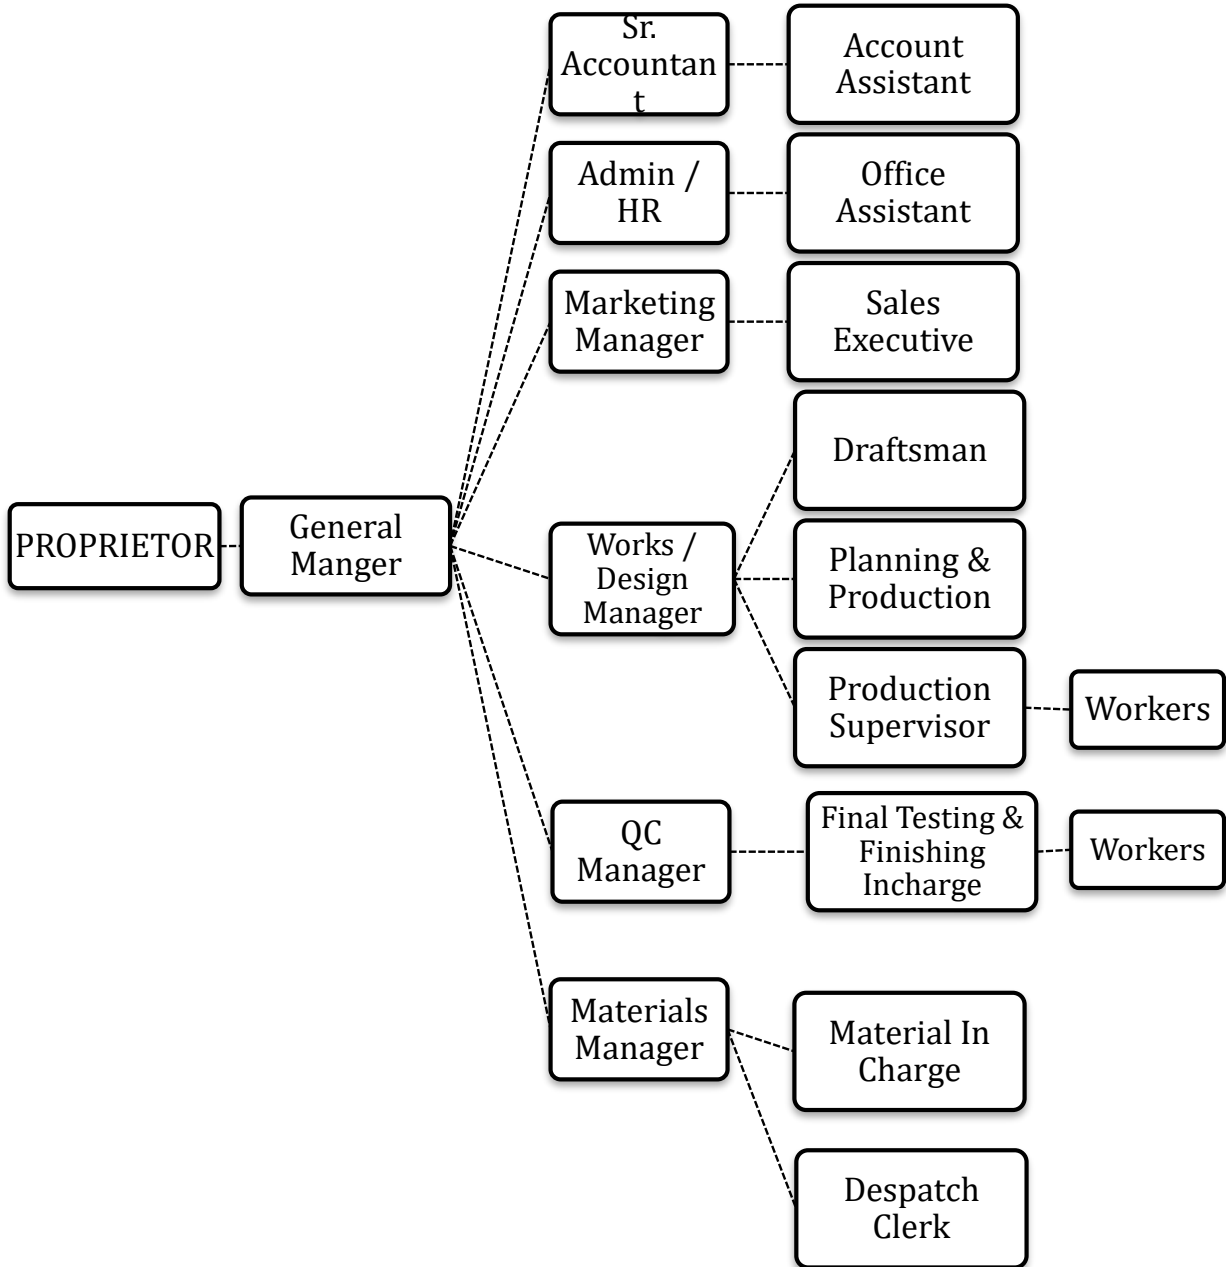 Sr.
Accountan
t
Account
Assistant
Admin /
HR
Office
Assistant
Marketing
Manager
Sales
Executive
PROPRIETOR
General
Manger
Works /
Design
Manager
Draftsman
Planning &
Production
Production
Supervisor
Workers
QC
Manager
Final Testing &
Finishing
Incharge
Workers
Materials
Manager
Material In
Charge
Despatch
Clerk